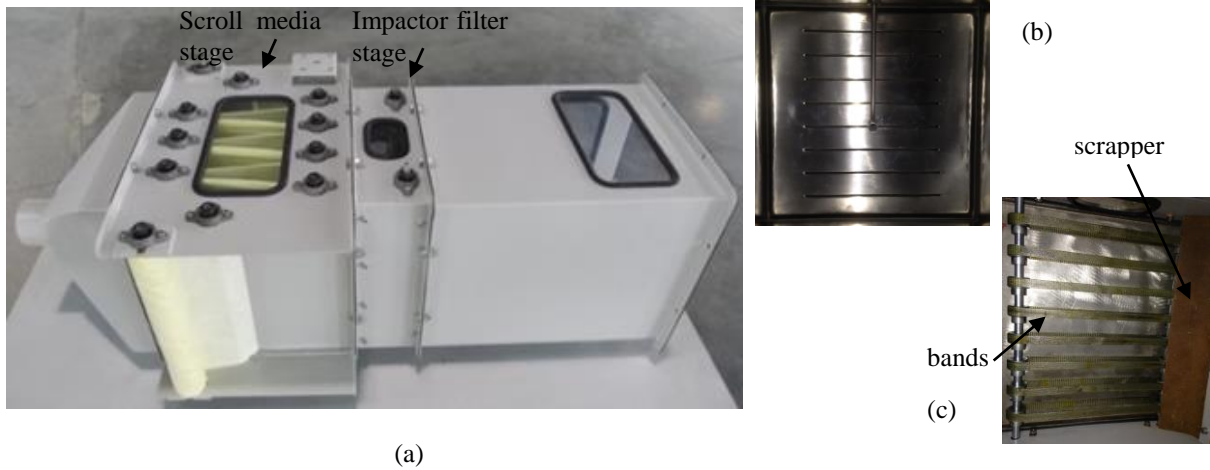 Scroll media
stage
Impactor filter
stage
(b)
scrapper
bands
(c)
(a)